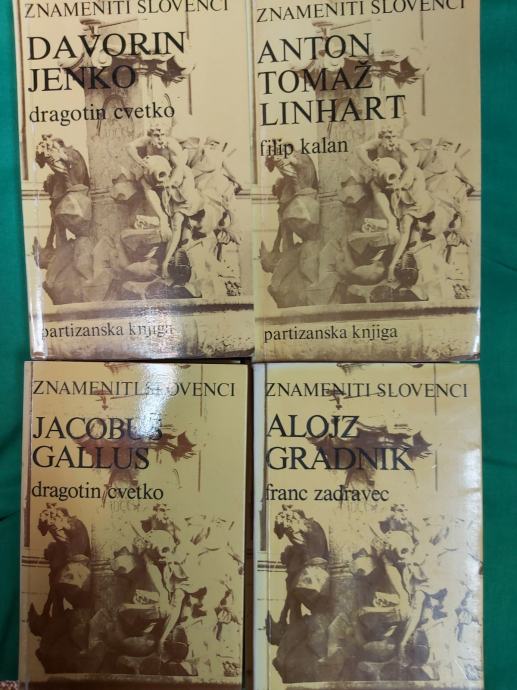 ZNAMENITI SLOVENCI
DAVORIN
JENKO
dragotin cvetko
partizanska knjiga
ZNAMENITI SLOVENCI
ANTON
TOMAŽ
LINHART
filip kalan
partizanska knjiga
ZNAMENITI SLOVENCI
JACOBUS
GALLUS
dragotin cvetko
ZNAMENITI SLOVENCI
ALOJZ
GRADNIK
franc zadravec